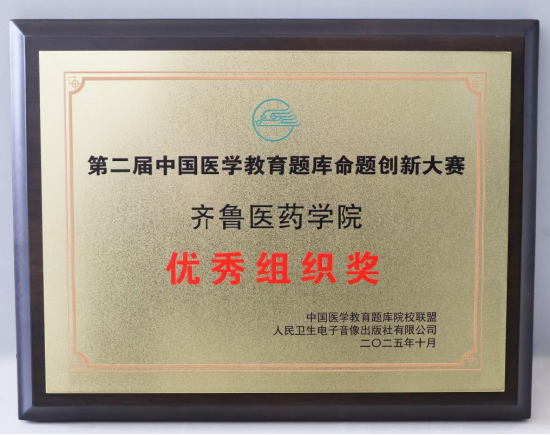 第二届中国医学教育题库命题创新大赛
齐鲁医药学院
优秀组织奖
中国医学教育题库院校联盟
人民卫生电子音像出版社有限公司
二〇二五年十月